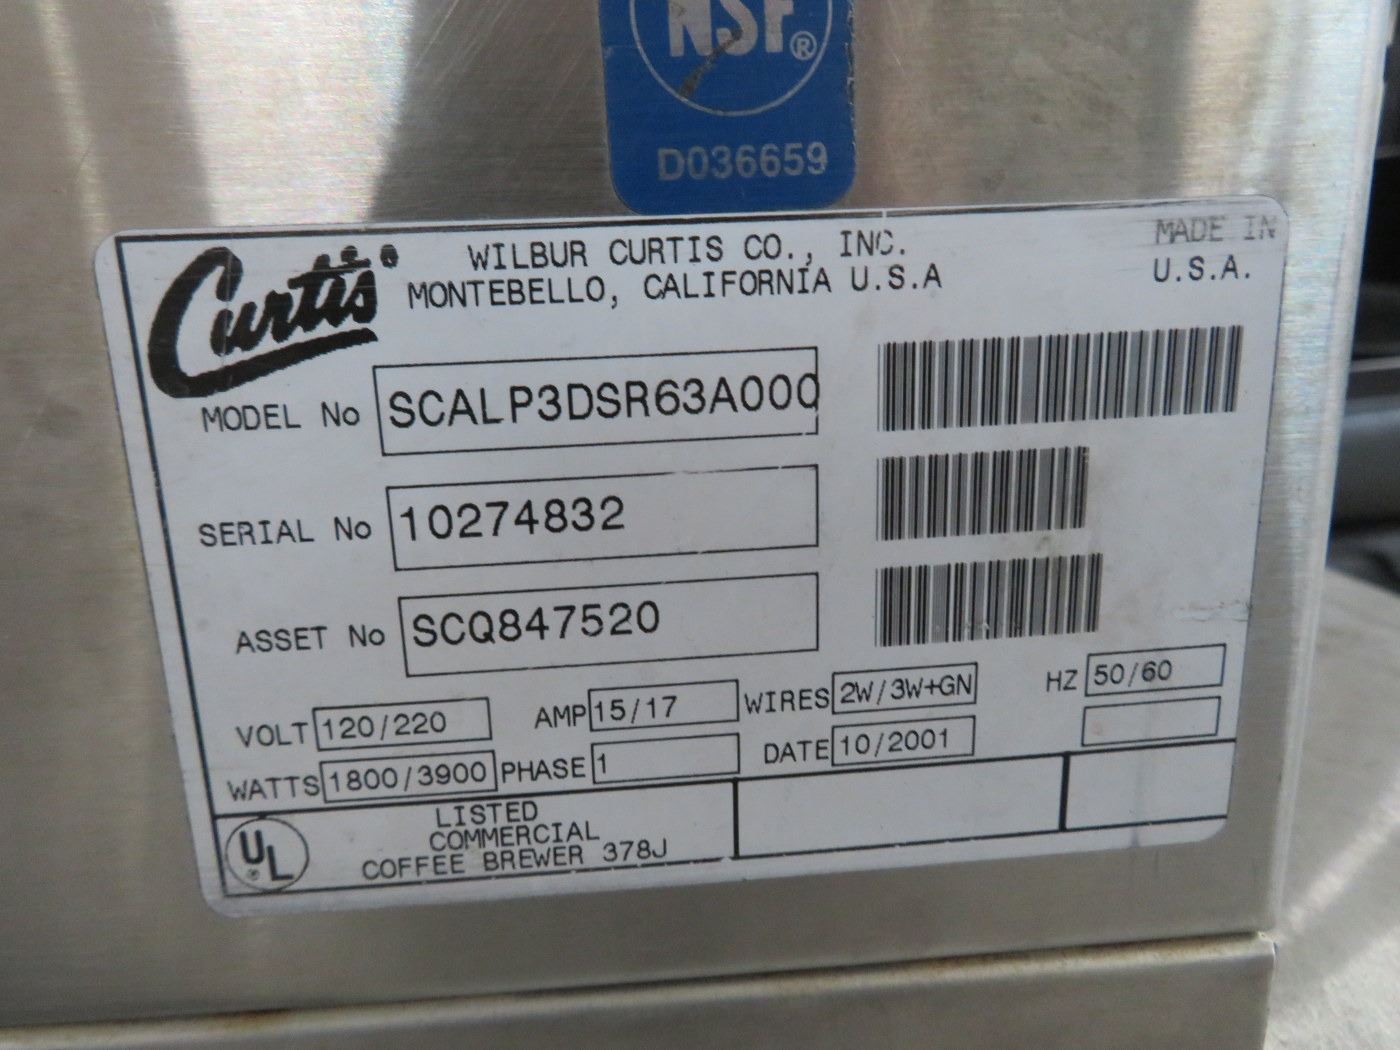 NSF®
D036659
Curtis
WILBUR CURTIS CO., INC.
MONTEBELLO, CALIFORNIA U.S.A
MADE IN
U.S.A.
MODEL No SCALP3DSR63A000
SERIAL No 10274832
ASSET No SCQ847520
VOLT 120/220 AMP 15/17 WIRES 2W/3W+GN HZ 50/60
WATTS 1800/3900 PHASE 1 DATE 10/2001
UL
LISTED
COMMERCIAL
COFFEE BREWER 378J